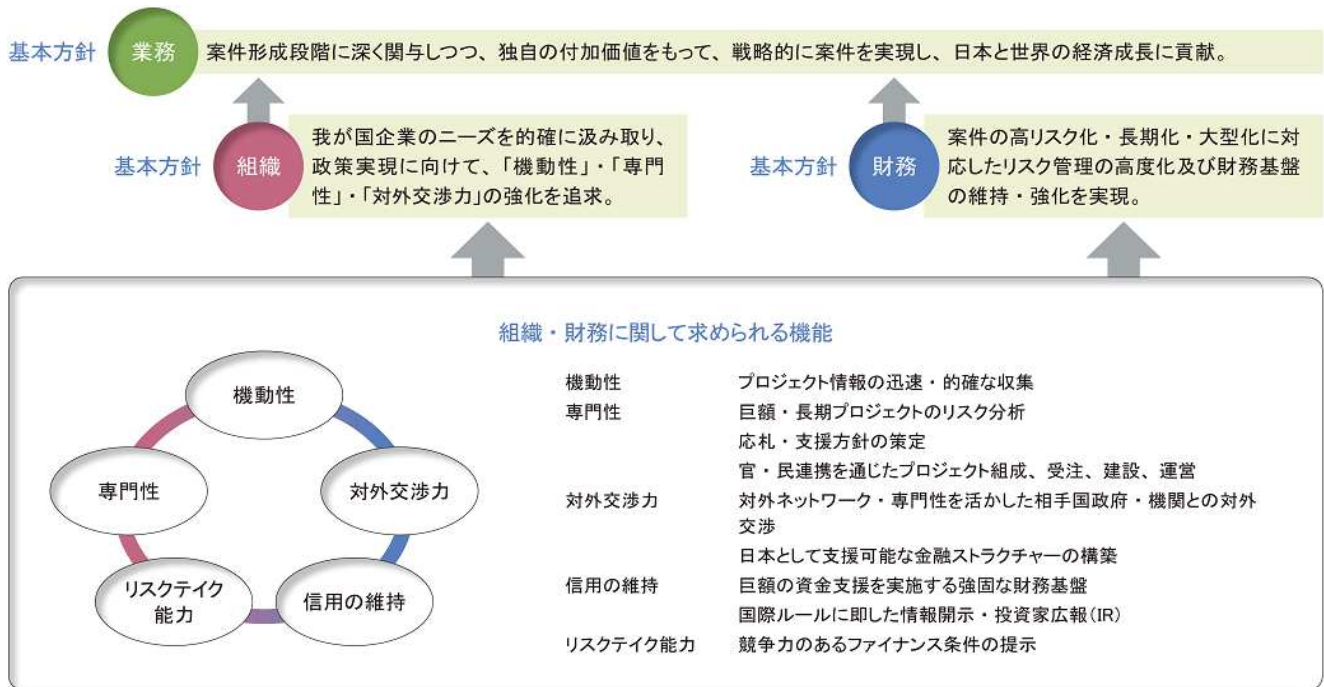 基本方針 業務 案件形成段階に深く関与しつつ、独自の付加価値をもって、戦略的に案件を実現し、日本と世界の経済成長に貢献。
基本方針 組織
我が国企業のニーズを的確に汲み取り、
政策実現に向けて、「機動性」・「専門
性」・「対外交渉力」の強化を追求。
基本方針 財務
案件の高リスク化・長期化・大型化に対
応したリスク管理の高度化及び財務基盤
の維持・強化を実現。
組織・財務に関して求められる機能
機動性
専門性
対外交渉力
リスクテイク
能力
信用の維持
機動性 プロジェクト情報の迅速・的確な収集
専門性 巨額・長期プロジェクトのリスク分析
応札・支援方針の策定
官・民連携を通じたプロジェクト組成、受注、建設、運営
対外交渉力 対外ネットワーク・専門性を活かした相手国政府・機関との対外
交渉
日本として支援可能な金融ストラクチャーの構築
信用の維持 巨額の資金支援を実施する強固な財務基盤
国際ルールに即した情報開示・投資家広報(IR)
リスクテイク能力 競争力のあるファイナンス条件の提示